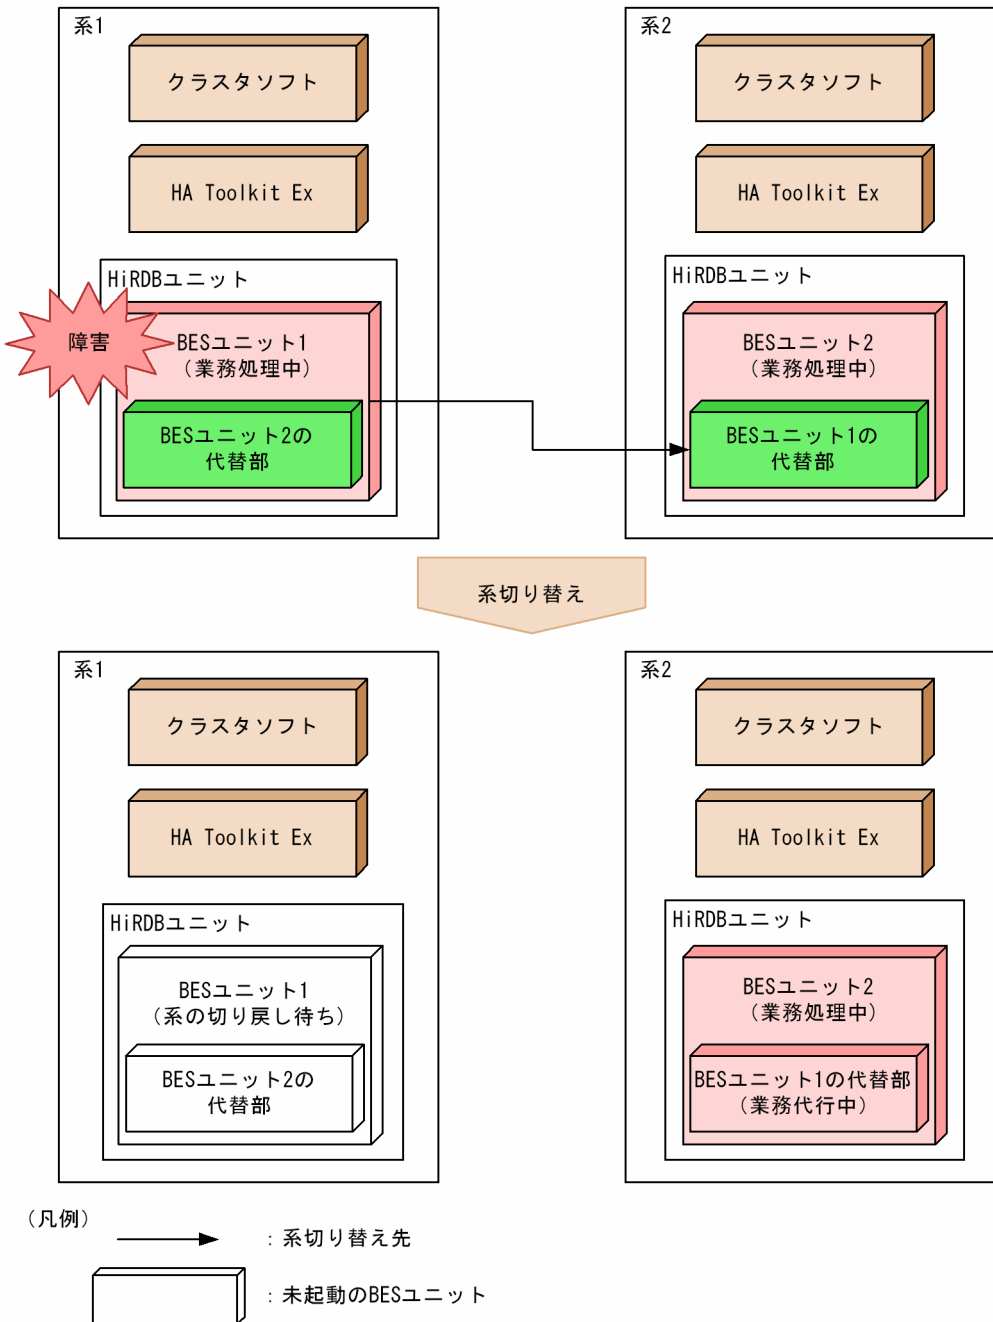 系1
クラスタソフト
HA Toolkit Ex
HiRDBユニット
障害
BESユニット1
（業務処理中）
BESユニット2の
代替部
系2
クラスタソフト
HA Toolkit Ex
HiRDBユニット
BESユニット2
（業務処理中）
BESユニット1の
代替部
系切り替え
系1
クラスタソフト
HA Toolkit Ex
HiRDBユニット
BESユニット1
（系の切り戻し待ち）
BESユニット2の
代替部
系2
クラスタソフト
HA Toolkit Ex
HiRDBユニット
BESユニット2
（業務処理中）
BESユニット1の代替部
（業務代行中）
（凡例）
：系切り替え先
：未起動のBESユニット